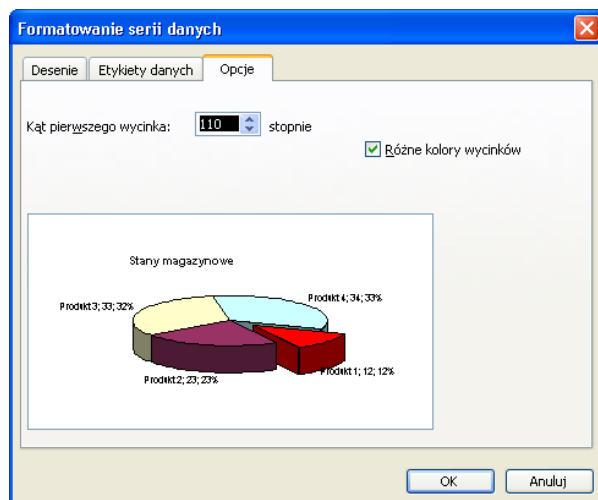 Formatowanie serii danych
Desenie
Etykiety danych
Opcje
Kąt pierwszego wycinka:
110
stopnie
Różne kolory wycinków
Stany magazynowe
Produkt 4; 34; 33%
Produkt 3; 33; 32%
Produkt 1; 12; 12%
Produkt 2; 23; 23%
OK
Anuluj